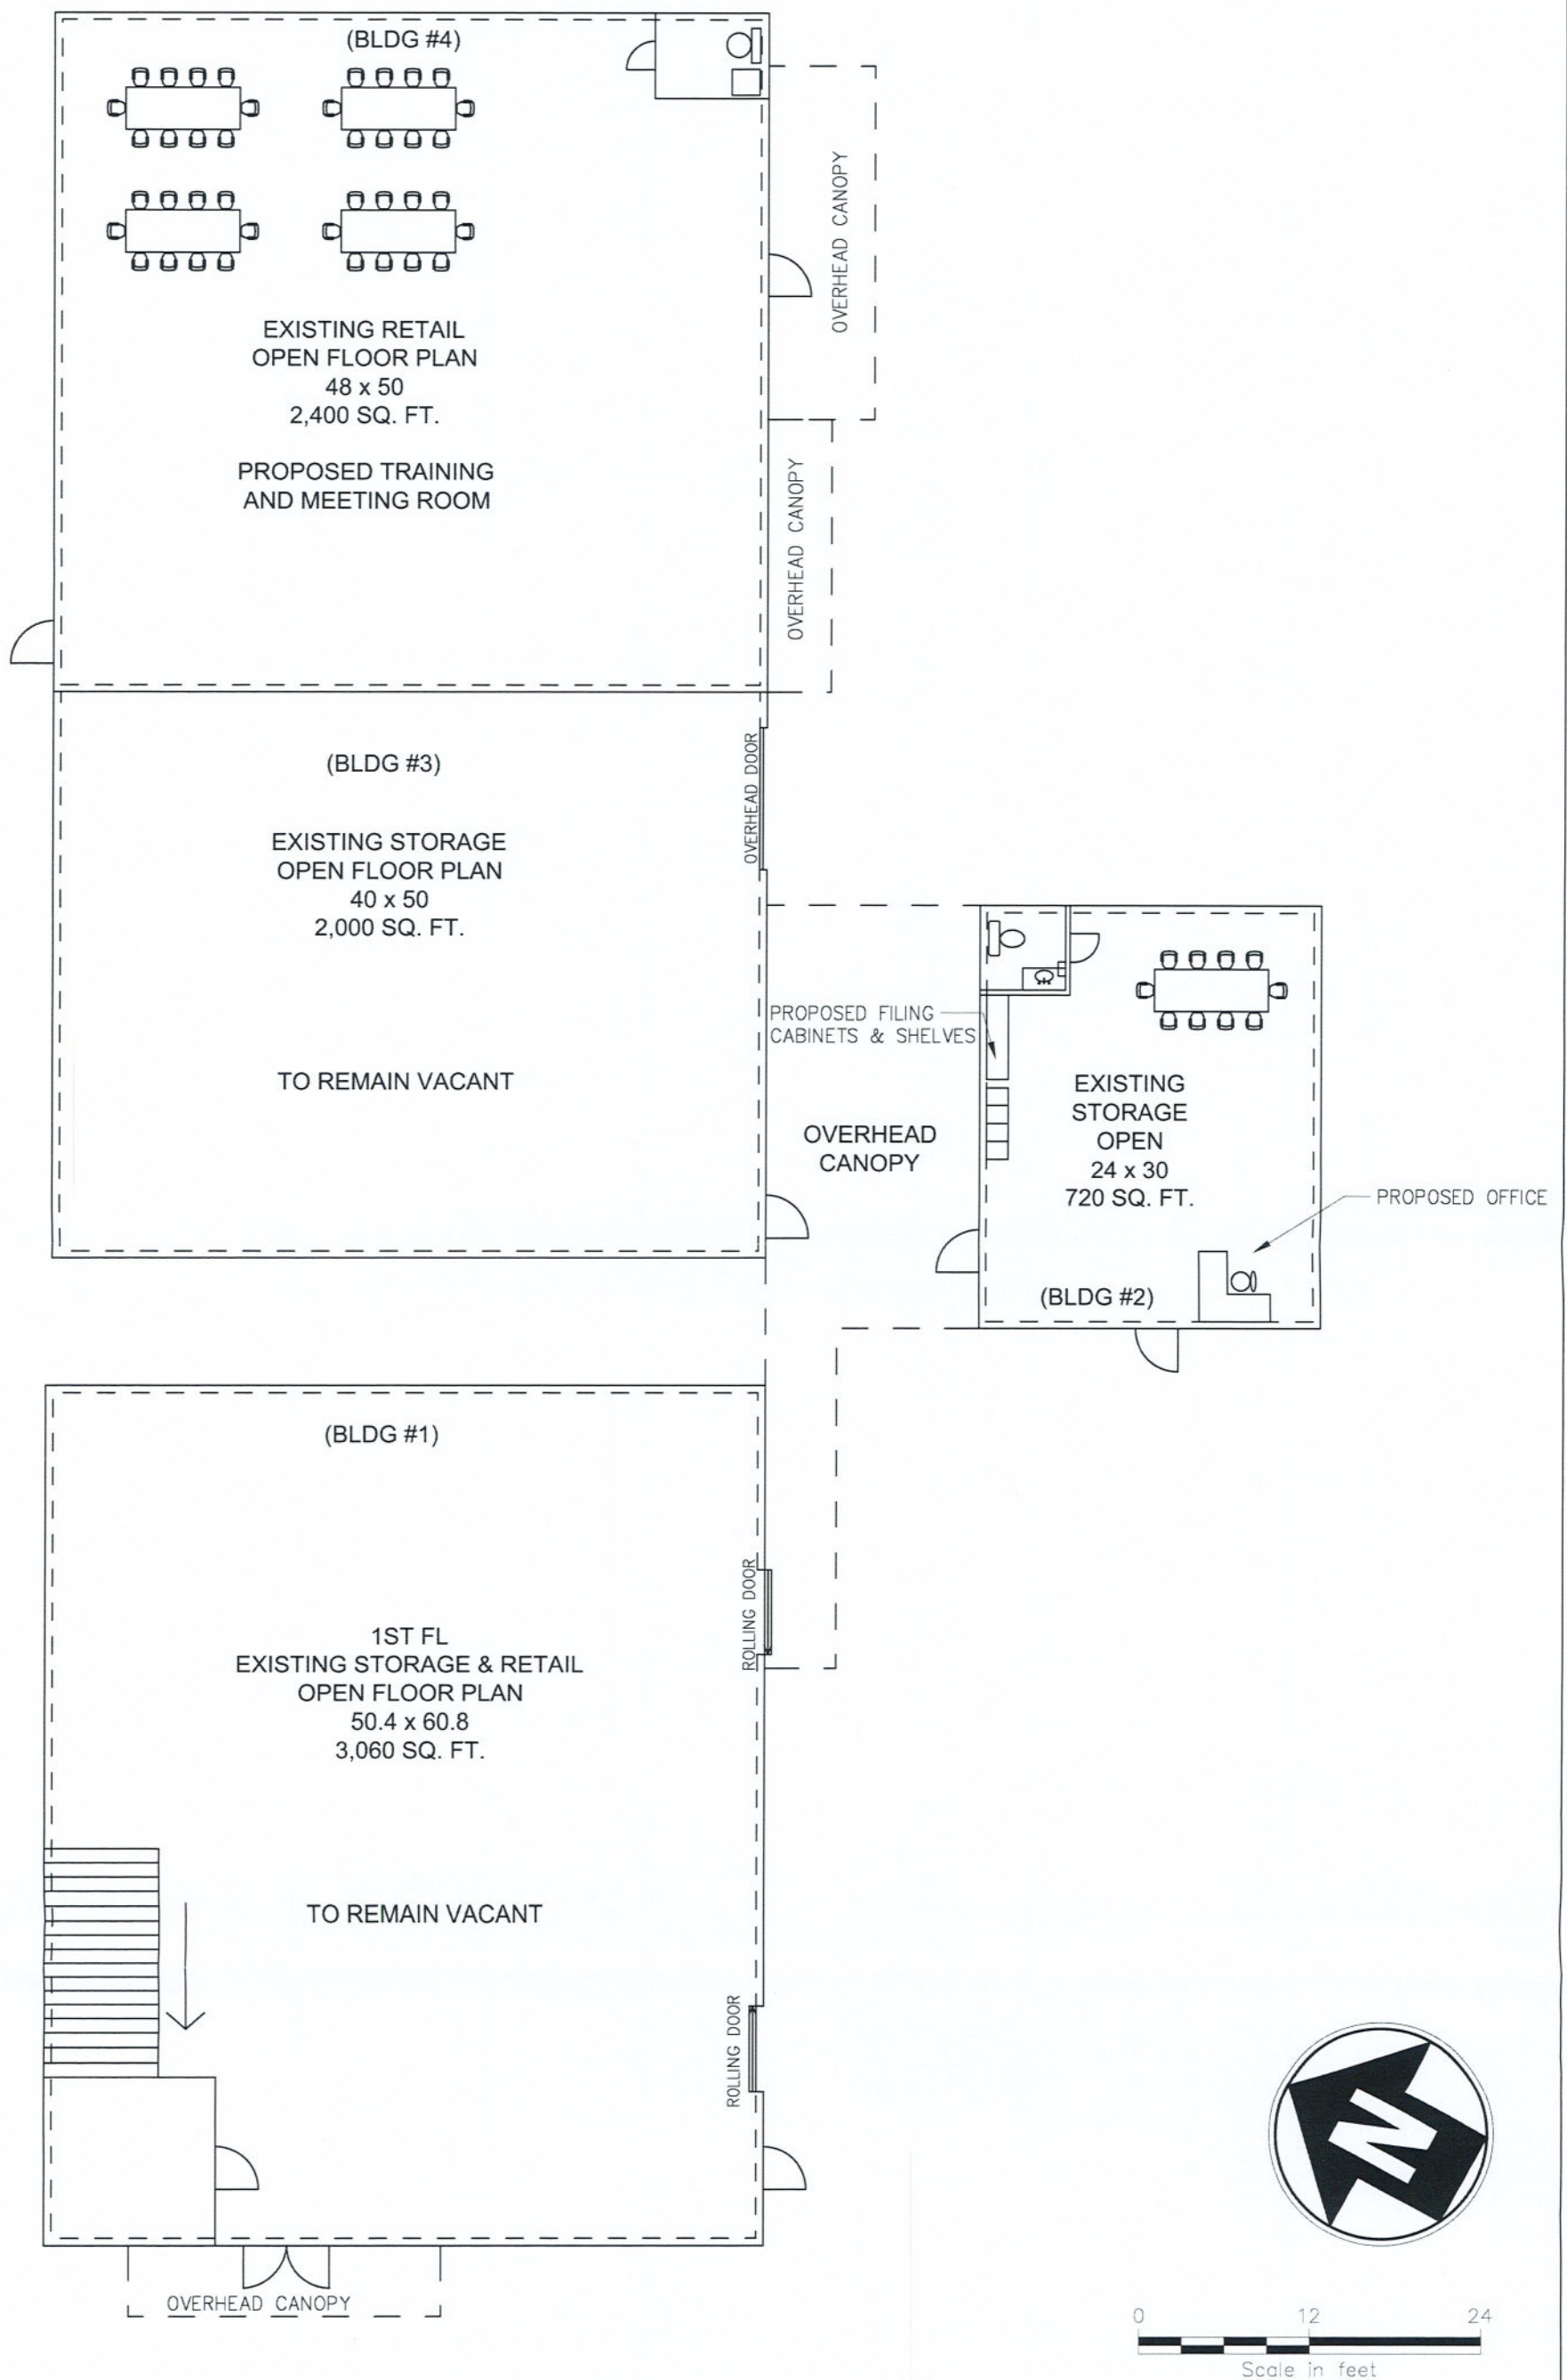 (BLDG #4)
OVERHEAD CANOPY
EXISTING RETAIL
OPEN FLOOR PLAN
48 x 50
2,400 SQ. FT.
PROPOSED TRAINING
AND MEETING ROOM
OVERHEAD CANOPY
(BLDG #3)
OVERHEAD DOOR
EXISTING STORAGE
OPEN FLOOR PLAN
40 x 50
2,000 SQ. FT.
TO REMAIN VACANT
PROPOSED FILING
CABINETS & SHELVES
OVERHEAD
CANOPY
EXISTING
STORAGE
OPEN
24 x 30
720 SQ. FT.
PROPOSED OFFICE
(BLDG #2)
(BLDG #1)
ROLLING DOOR
1ST FL
EXISTING STORAGE & RETAIL
OPEN FLOOR PLAN
50.4 x 60.8
3,060 SQ. FT.
TO REMAIN VACANT
ROLLING DOOR
OVERHEAD CANOPY
N
0 12 24
Scale in feet